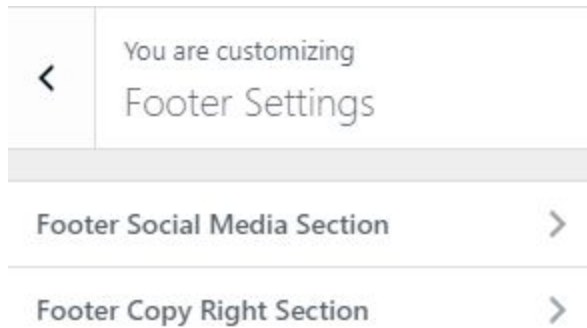 You are customizing
Footer Settings
Footer Social Media Section
Footer Copy Right Section